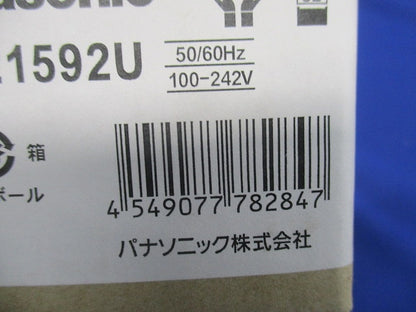 asonic
1592U
50/60Hz
100-242V
箱
ボール
4 549077 782847
パナソニック株式会社